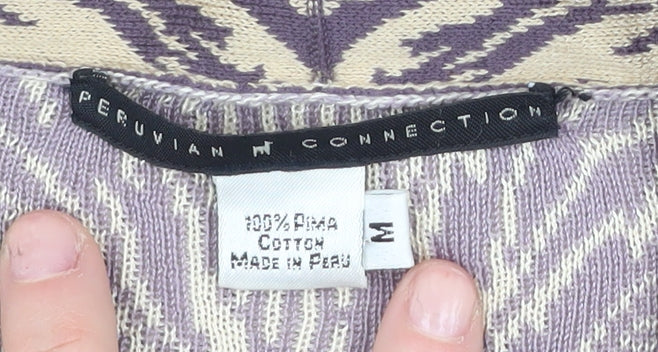 PERUVIAN CONNECTION
100% PIMA
COTTON
MADE IN PERU
M